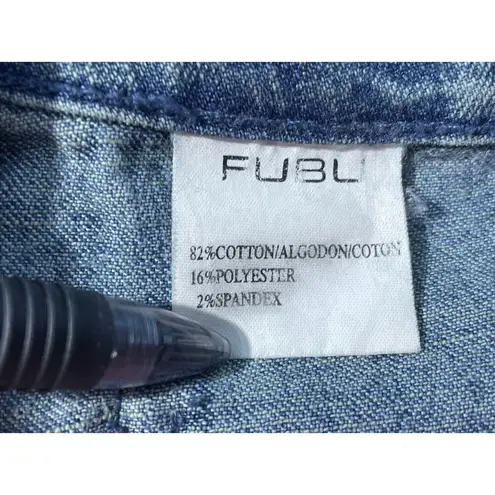 FUBU
82%COTTON/ALGODON/COTON
16%POLYESTER
2%SPANDEX